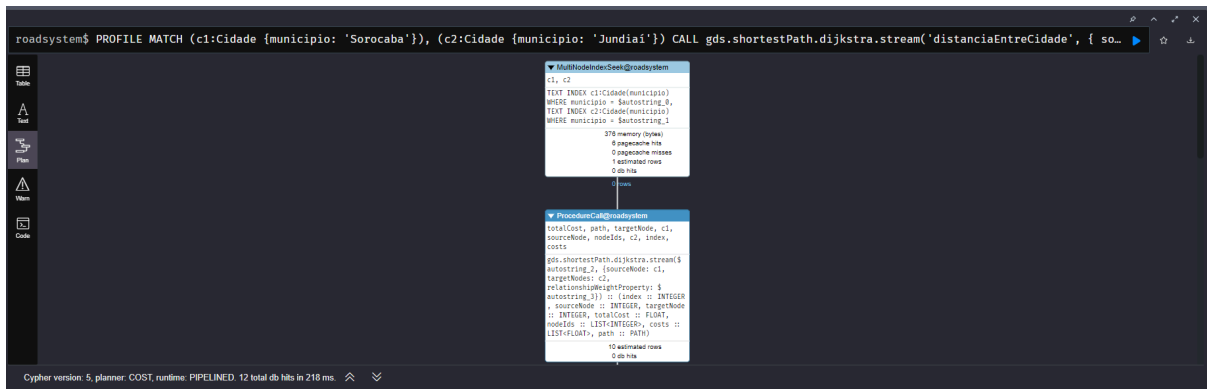 roadsystem$ PROFILE MATCH (c1:Cidade {municipio: 'Sorocaba'}), (c2:Cidade {municipio: 'Jundiaí'}) CALL gds.shortestPath.dijkstra.stream('distanciaEntreCidade', { so…
Table
Text
Plan
Warn
Code
MultiNodeIndexSeek@roadsystem
c1, c2
TEXT INDEX c1:Cidade(municipio)
WHERE municipio = $autostring_0,
TEXT INDEX c2:Cidade(municipio)
WHERE municipio = $autostring_1
376 memory (bytes)
6 pagecache hits
0 pagecache misses
1 estimated rows
0 db hits
0 rows
ProcedureCall@roadsystem
totalCost, path, targetNode, c1,
sourceNode, nodeIds, c2, index,
costs
gds.shortestPath.dijkstra.stream($
autostring_2, {sourceNode: c1,
targetNodes: c2,
relationshipWeightProperty: $
autostring_3}) :: (index :: INTEGER
, sourceNode :: INTEGER, targetNode
:: INTEGER, totalCost :: FLOAT,
nodeIds :: LIST<INTEGER>, costs ::
LIST<FLOAT>, path :: PATH)
10 estimated rows
0 db hits
Cypher version: 5, planner: COST, runtime: PIPELINED. 12 total db hits in 218 ms.